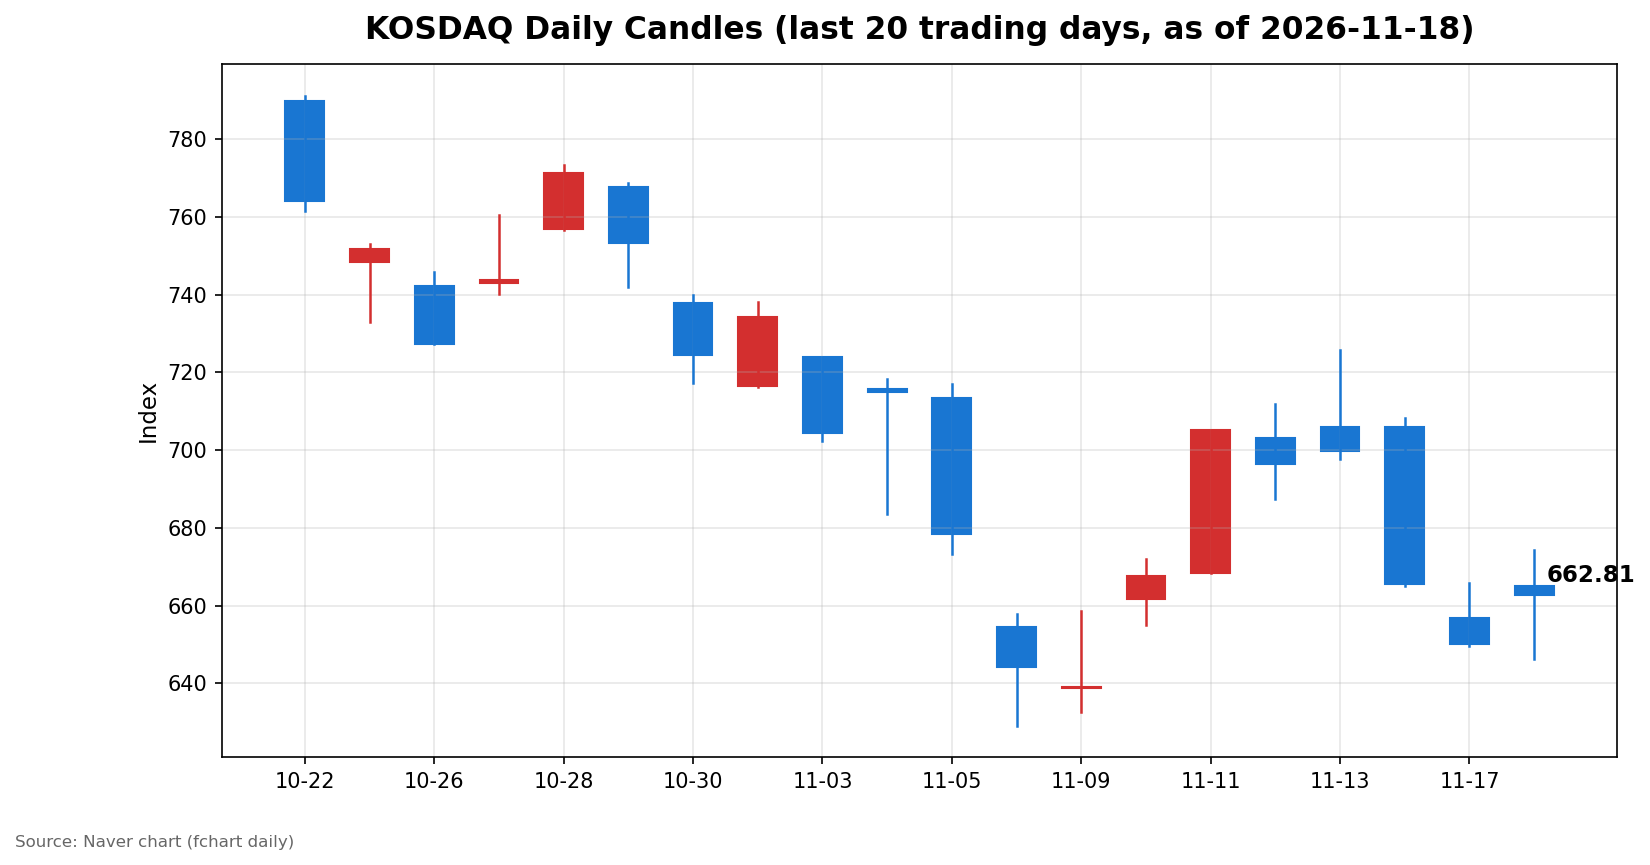 KOSDAQ Daily Candles (last 20 trading days, as of 2026-11-18)
780
760
740
720
700
680
660
640
Index
662.81
10-22 10-26 10-28 10-30 11-03 11-05 11-09 11-11 11-13 11-17
Source: Naver chart (fchart daily)